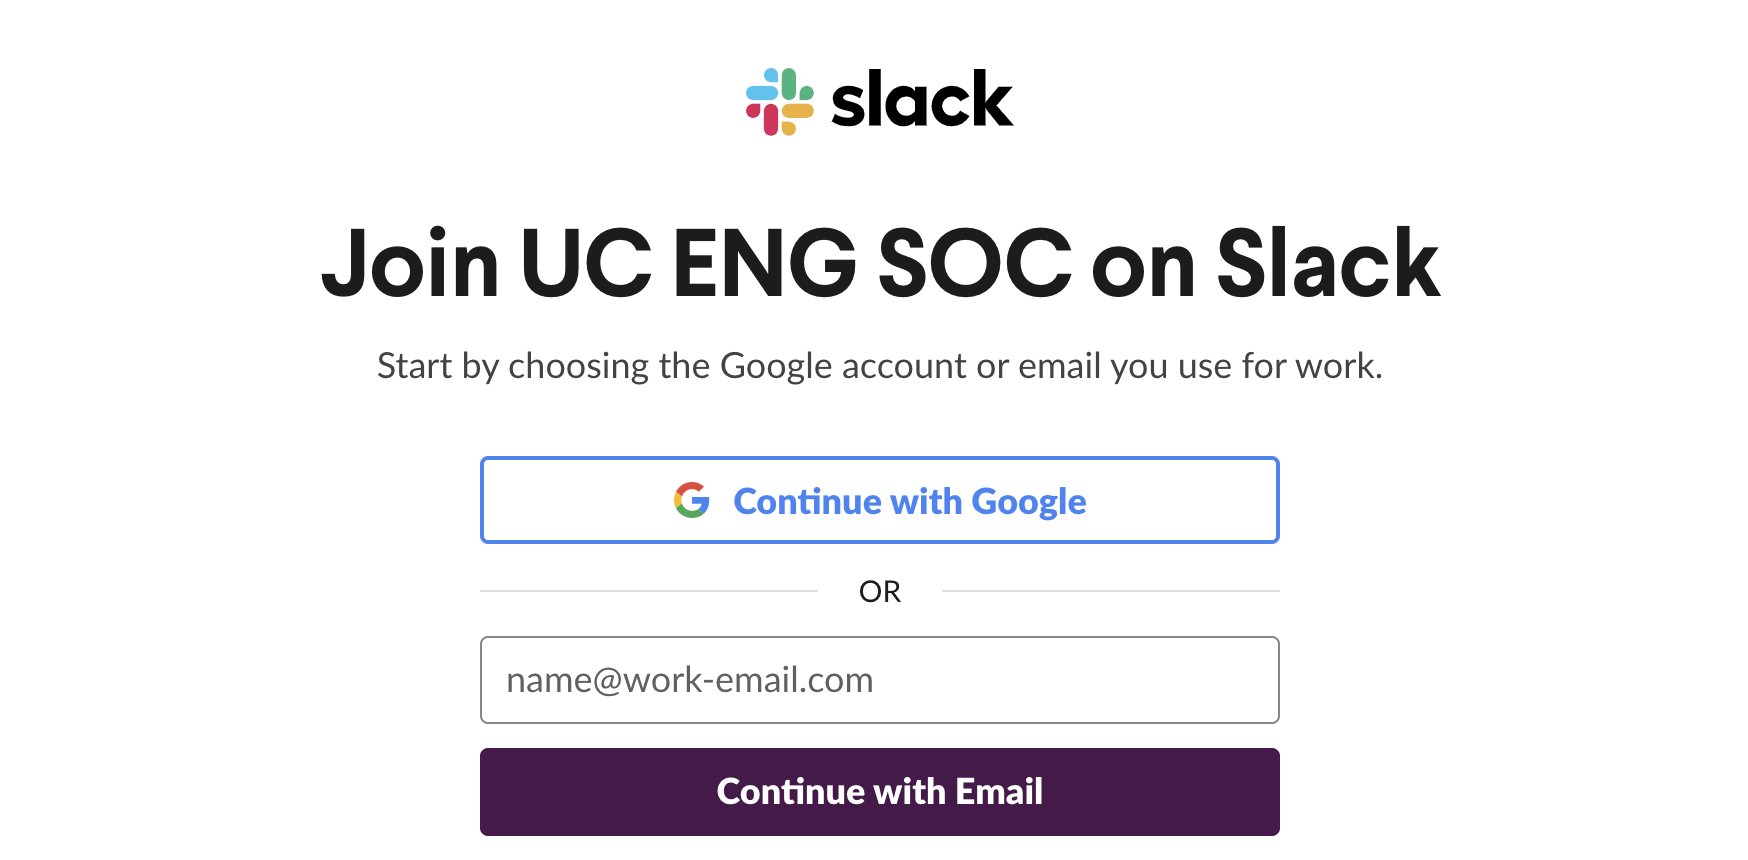 slack
Join UC ENG SOC on Slack
Start by choosing the Google account or email you use for work.
Continue with Google
OR
name@work-email.com
Continue with Email